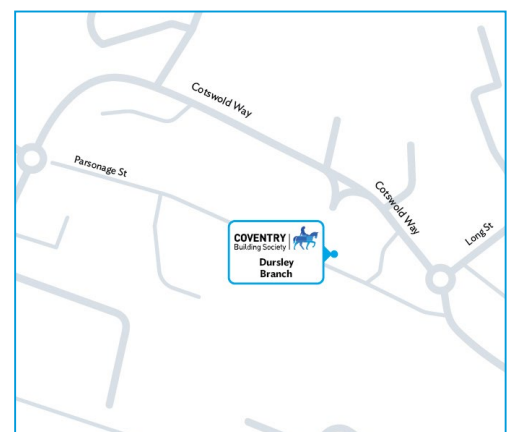 Cotswold Way
Parsonage St
Cotswold Way
Long St
COVENTRY
Building Society
Dursley
Branch